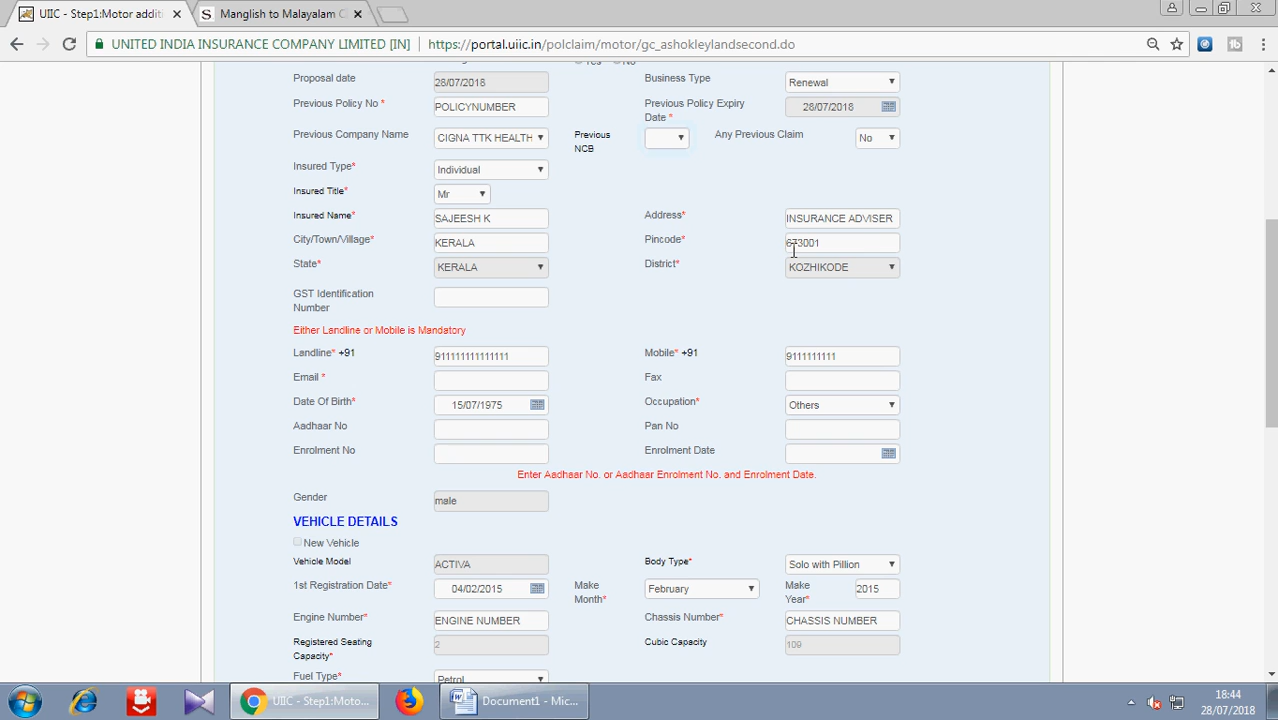 UIIC - Step1:Motor additi
Manglish to Malayalam C
UNITED INDIA INSURANCE COMPANY LIMITED [IN]
https://portal.uiic.in/polclaim/motor/gc_ashokleylandsecond.do
Yes No
Proposal date 28/07/2018 Business Type Renewal
Previous Policy No * POLICYNUMBER Previous Policy Expiry Date * 28/07/2018
Previous Company Name CIGNA TTK HEALTH Previous NCB Any Previous Claim No
Insured Type* Individual
Insured Title* Mr
Insured Name* SAJEESH K Address* INSURANCE ADVISER
City/Town/Village* KERALA Pincode* 673001
State* KERALA District* KOZHIKODE
GST Identification Number
Either Landline or Mobile is Mandatory
Landline* +91 911111111111111 Mobile* +91 9111111111
Email * Fax
Date Of Birth* 15/07/1975 Occupation* Others
Aadhaar No Pan No
Enrolment No Enrolment Date
Enter Aadhaar No. or Aadhaar Enrolment No. and Enrolment Date.
Gender male
VEHICLE DETAILS
New Vehicle
Vehicle Model ACTIVA Body Type* Solo with Pillion
1st Registration Date* 04/02/2015 Make Month* February Make Year* 2015
Engine Number* ENGINE NUMBER Chassis Number* CHASSIS NUMBER
Registered Seating Capacity* 2 Cubic Capacity 109
Fuel Type* Petrol
UIIC - Step1:Moto...
Document1 - Mic...
18:44
28/07/2018